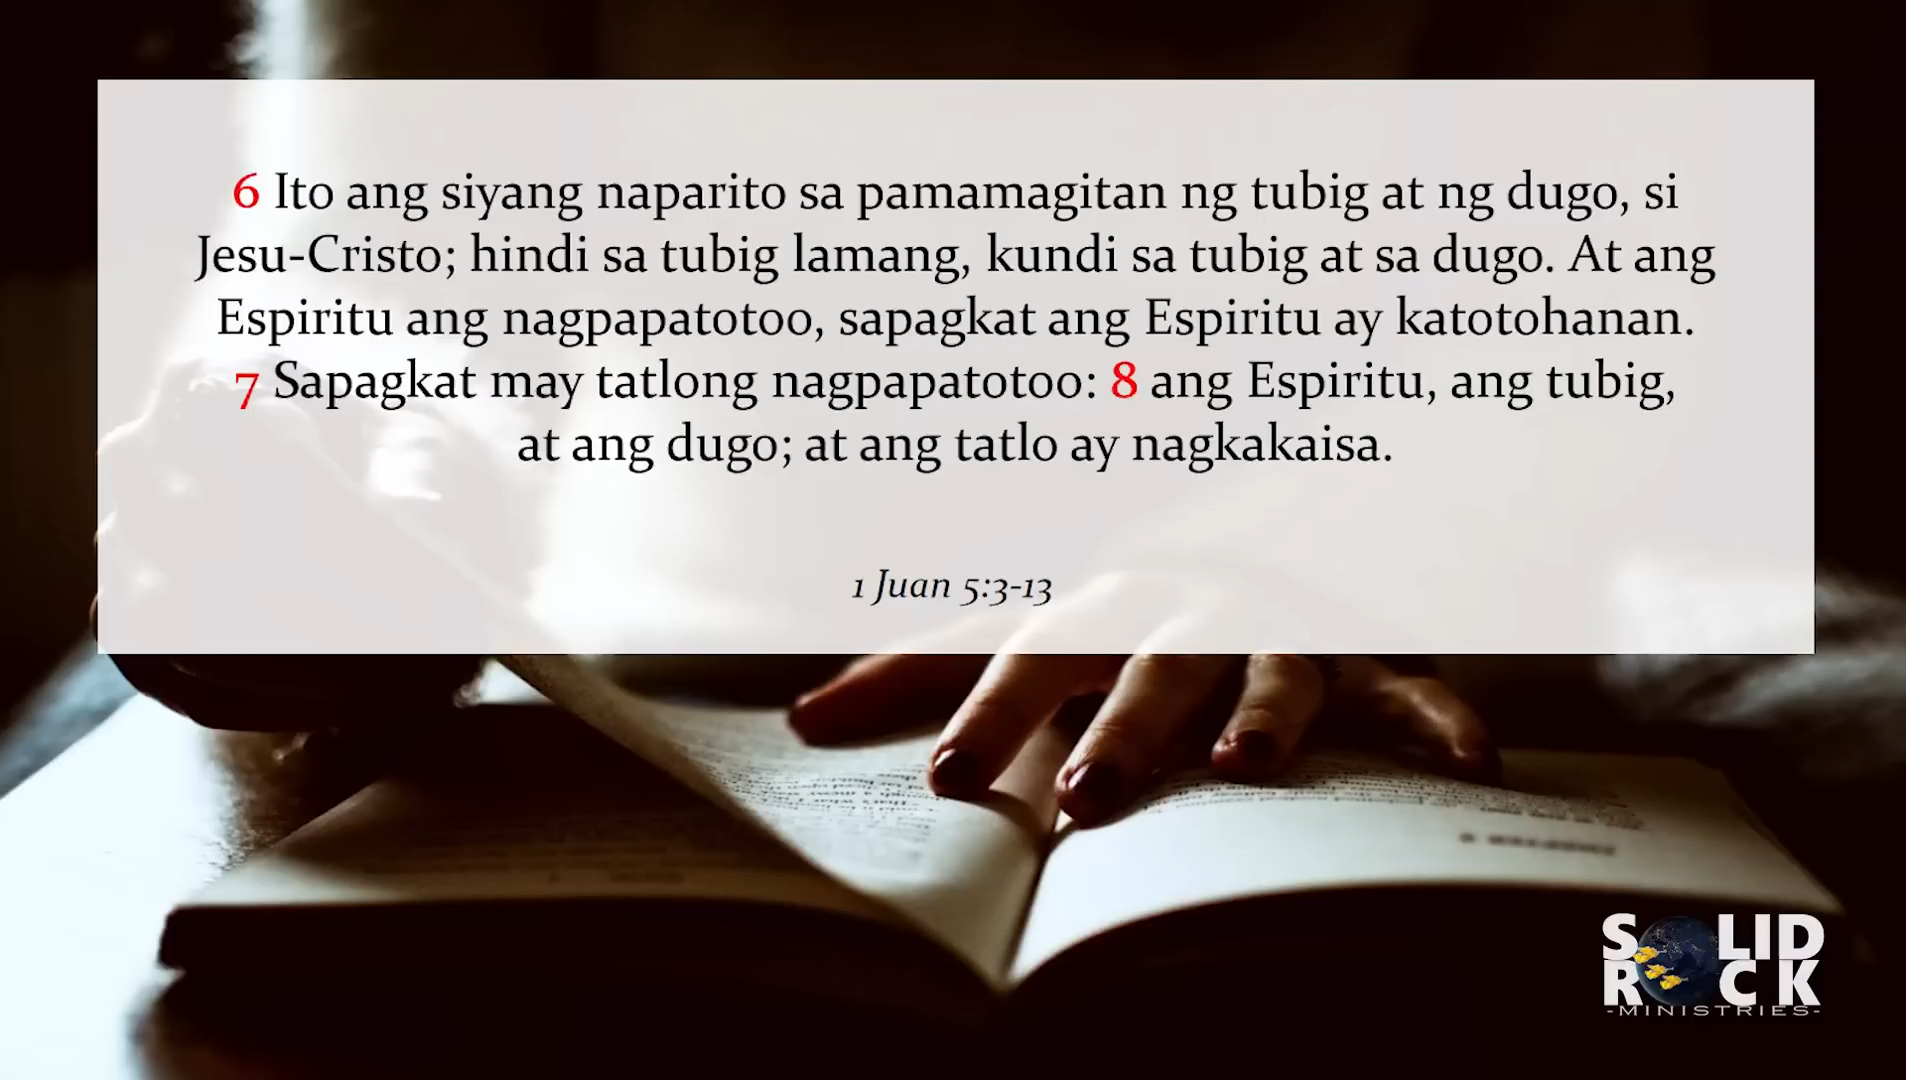 6 Ito ang siyang naparito sa pamamagitan ng tubig at ng dugo, si
Jesu-Cristo; hindi sa tubig lamang, kundi sa tubig at sa dugo. At ang
Espiritu ang nagpapatotoo, sapagkat ang Espiritu ay katotohanan.
7 Sapagkat may tatlong nagpapatotoo: 8 ang Espiritu, ang tubig,
at ang dugo; at ang tatlo ay nagkakaisa.
1 Juan 5:3-13
SOLID
ROCK
-MINISTRIES-